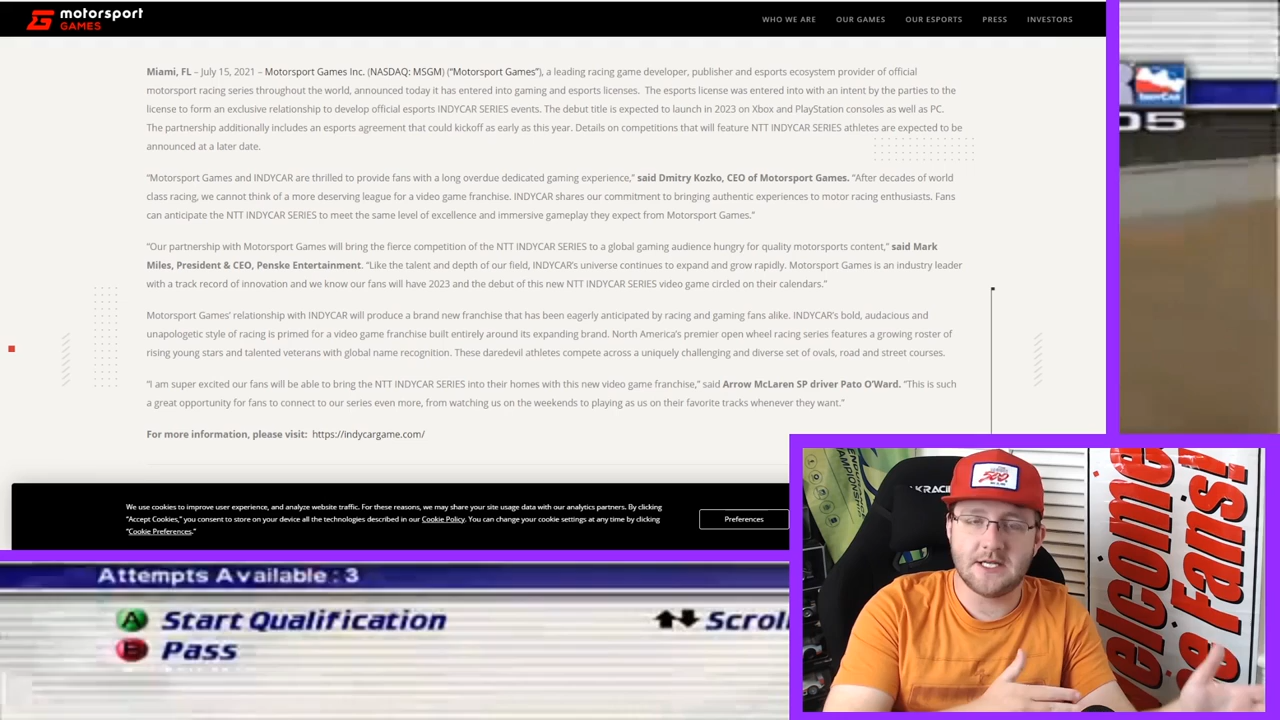 motorsport
GAMES
WHO WE ARE
OUR GAMES
OUR ESPORTS
PRESS
INVESTORS
Miami, FL – July 15, 2021 – Motorsport Games Inc. (NASDAQ: MSGM) (“Motorsport Games”), a leading racing game developer, publisher and esports ecosystem provider of official
motorsport racing series throughout the world, announced today it has entered into gaming and esports licenses. The esports license was entered into with an intent by the parties to the
license to form an exclusive relationship to develop official esports INDYCAR SERIES events. The debut title is expected to launch in 2023 on Xbox and PlayStation consoles as well as PC.
The partnership additionally includes an esports agreement that could kickoff as early as this year. Details on competitions that will feature NTT INDYCAR SERIES athletes are expected to be
announced at a later date.
“Motorsport Games and INDYCAR are thrilled to provide fans with a long overdue dedicated gaming experience,” said Dmitry Kozko, CEO of Motorsport Games. “After decades of world
class racing, we cannot think of a more deserving league for a video game franchise. INDYCAR shares our commitment to bringing authentic experiences to motor racing enthusiasts. Fans
can anticipate the NTT INDYCAR SERIES to meet the same level of excellence and immersive gameplay they expect from Motorsport Games.”
“Our partnership with Motorsport Games will bring the fierce competition of the NTT INDYCAR SERIES to a global gaming audience hungry for quality motorsports content,” said Mark
Miles, President & CEO, Penske Entertainment. “Like the talent and depth of our field, INDYCAR’s universe continues to expand and grow rapidly. Motorsport Games is an industry leader
with a track record of innovation and we know our fans will have 2023 and the debut of this new NTT INDYCAR SERIES video game circled on their calendars.”
Motorsport Games’ relationship with INDYCAR will produce a brand new franchise that has been eagerly anticipated by racing and gaming fans alike. INDYCAR’s bold, audacious and
unapologetic style of racing is primed for a video game franchise built entirely around its expanding brand. North America’s premier open wheel racing series features a growing roster of
rising young stars and talented veterans with global name recognition. These daredevil athletes compete across a uniquely challenging and diverse set of ovals, road and street courses.
“I am super excited our fans will be able to bring the NTT INDYCAR SERIES into their homes with this new video game franchise,” said Arrow McLaren SP driver Pato O’Ward. “This is such
a great opportunity for fans to connect to our series even more, from watching us on the weekends to playing as us on their favorite tracks whenever they want.”
For more information, please visit: https://indycargame.com/
We use cookies to improve user experience, and analyze website traffic. For these reasons, we may share your site usage data with our analytics partners. By clicking
“Accept Cookies,” you consent to store on your device all the technologies described in our Cookie Policy. You can change your cookie settings at any time by clicking
“Cookie Preferences.”
Preferences
INDYCAR
05
Attempts Available : 3
A Start Qualification
Scroll
B Pass
500
elcome
e Fans!